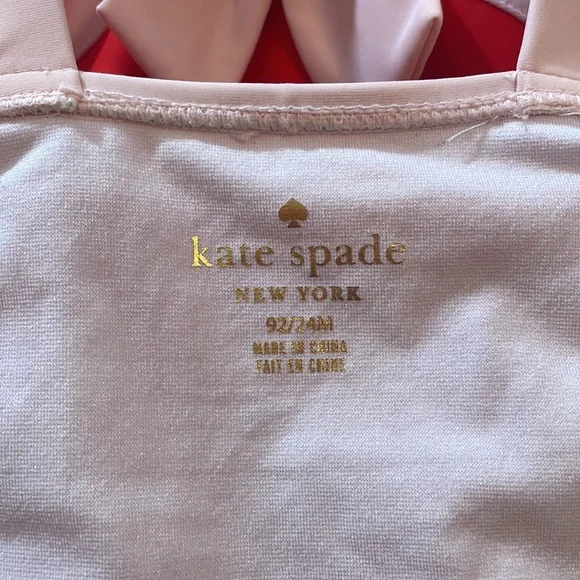 kate spade
NEW YORK
92/24M
MADE IN CHINA
FAIT EN CHINE